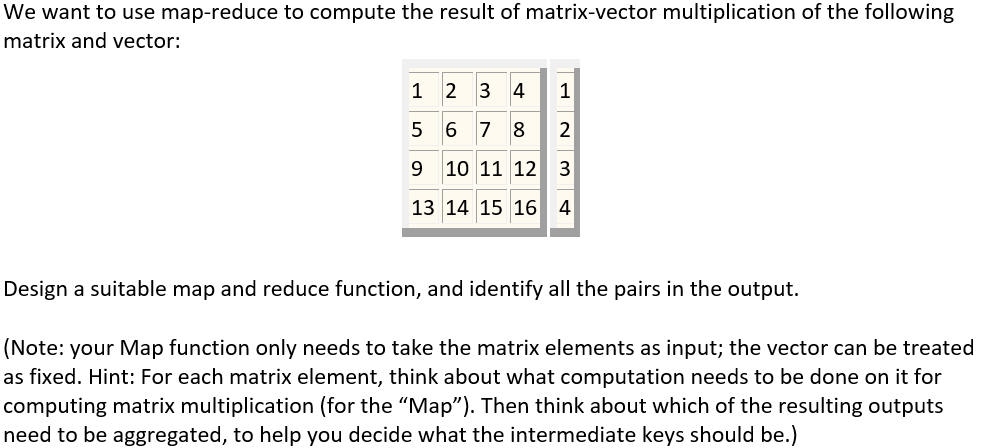 We want to use map-reduce to compute the result of matrix-vector multiplication of the following
matrix and vector:
1 2 3 4 1
5 6 7 8 2
9 10 11 12 3
13 14 15 16 4
Design a suitable map and reduce function, and identify all the pairs in the output.
(Note: your Map function only needs to take the matrix elements as input; the vector can be treated
as fixed. Hint: For each matrix element, think about what computation needs to be done on it for
computing matrix multiplication (for the “Map”). Then think about which of the resulting outputs
need to be aggregated, to help you decide what the intermediate keys should be.)